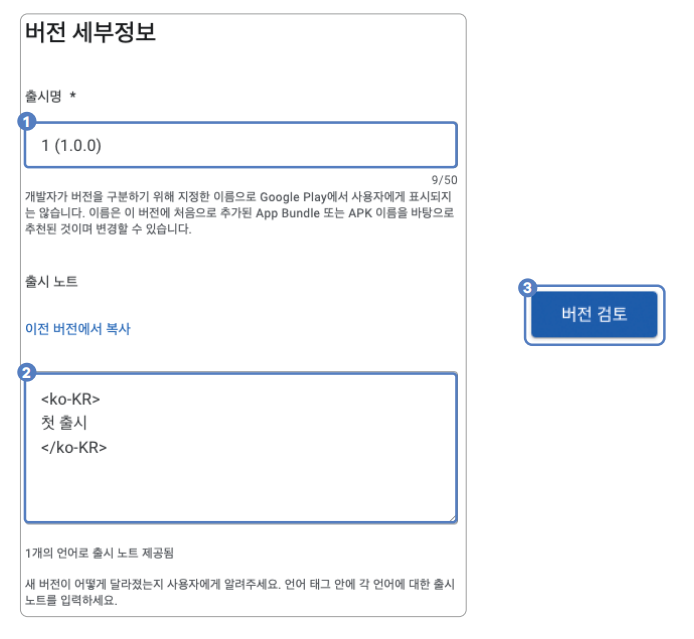 버전 세부정보
출시명 *
1
1 (1.0.0)
9/50
개발자가 버전을 구분하기 위해 지정한 이름으로 Google Play에서 사용자에게 표시되지
는 않습니다. 이름은 이 버전에 처음으로 추가된 App Bundle 또는 APK 이름을 바탕으로
추천된 것이며 변경할 수 있습니다.
출시 노트
이전 버전에서 복사
2
<ko-KR>
첫 출시
</ko-KR>
1개의 언어로 출시 노트 제공됨
새 버전이 어떻게 달라졌는지 사용자에게 알려주세요. 언어 태그 안에 각 언어에 대한 출시
노트를 입력하세요.
3
버전 검토